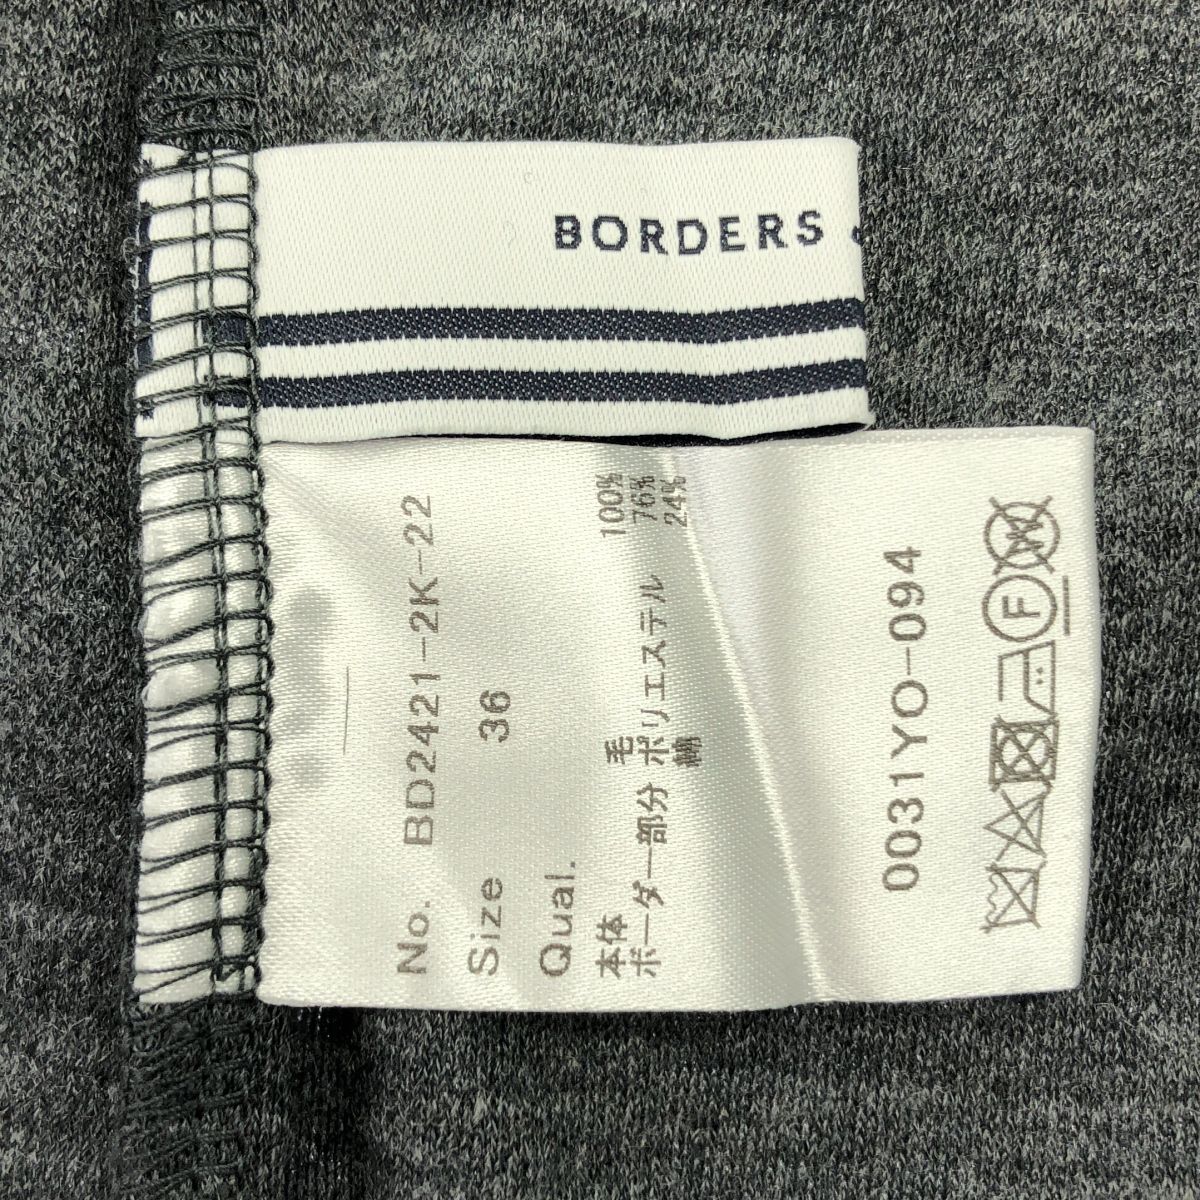 BORDERS
No. BD2421-2K-22
Size 36
Qual.
本体 毛 100%
ボーダー部分 ポリエステル 76%
綿 24%
0031YO-094
F
W